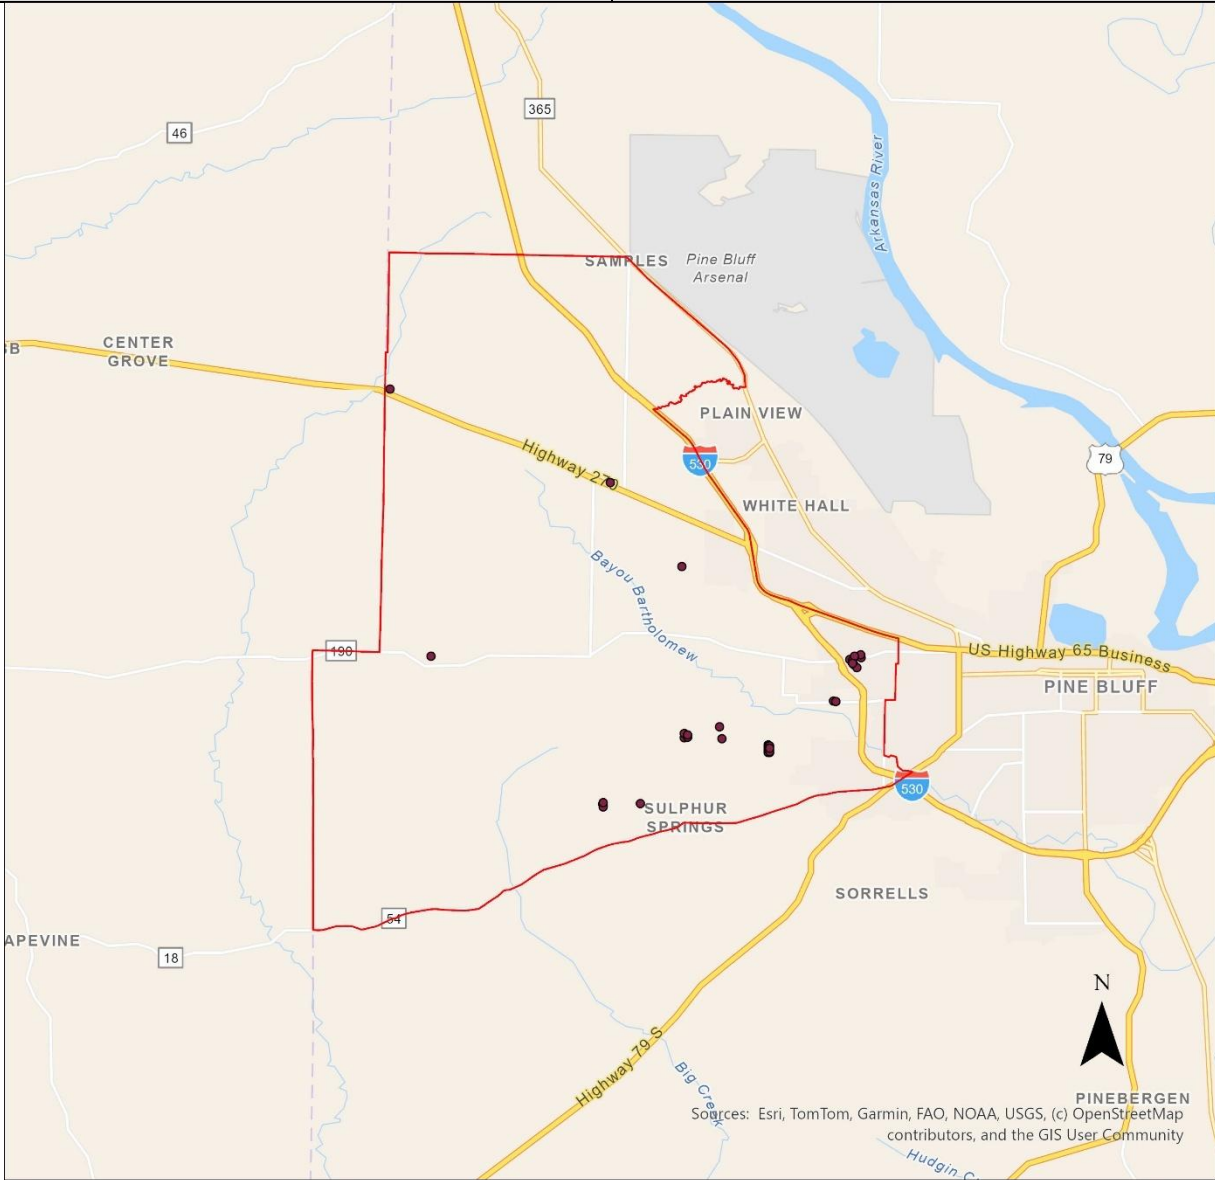 365
46
Arkansas River
SAMPLES
Pine Bluff
Arsenal
CENTER
GROVE
PLAIN VIEW
79
Highway 270
530
WHITE HALL
Bayou Bartholomew
190
US Highway 65 Business
PINE BLUFF
530
SULPHUR
SPRINGS
SORRELLS
54
APEVINE
18
N
Highway 79 S
Big Creek
PINEBERGEN
Sources: Esri, TomTom, Garmin, FAO, NOAA, USGS, (c) OpenStreetMap
contributors, and the GIS User Community
Hudgin C